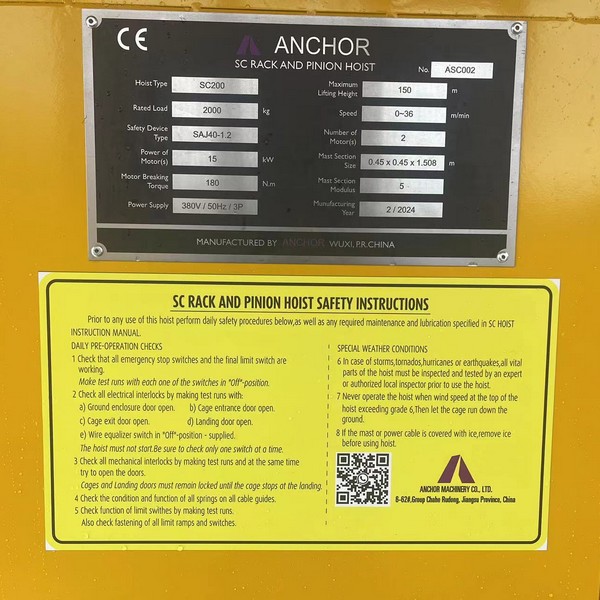 CE
ANCHOR
SC RACK AND PINION HOIST
No. ASC002
Hoist Type SC200
Rated Load 2000 kg
Safety Device Type SAJ40-1.2
Power of Motor(s) 15 kW
Motor Breaking Torque 180 N.m
Power Supply 380V / 50Hz / 3P
Maximum Lifting Height 150 m
Speed 0~36 m/min
Number of Motor(s) 2
Mast Section Size 0.45 x 0.45 x 1.508 m
Mast Section Modulus 5
Munufacturing Year 2 / 2024
MANUFACTURED BY ANCHOR WUXI, P.R.CHINA
SC RACK AND PINION HOIST SAFETY INSTRUCTIONS
Prior to any use of this hoist perform daily safety procedures below,as well as any required maintenance and lubrication specified in SC HOIST
INSTRUCTION MANUAL.
DAILY PRE-OPERATION CHECKS
1 Check that all emergency stop switches and the final limit switch are
working.
Make test runs with each one of the switches in "Off"-position.
2 Check all electrical interlocks by making test runs with:
a) Ground enclosure door open. b) Cage entrance door open.
c) Cage exit door open. d) Landing door open.
e) Wire equalizer switch in "Off"-position - supplied.
The hoist must not start.Be sure to check only one switch at a time.
3 Check all mechanical interlocks by making test runs and at the same time
try to open the doors.
Cages and Landing doors must remain locked until the cage stops at the landing.
4 Check the condition and function of all springs on all cable guides.
5 Check function of limit swithes by making test runs.
Also check fastening of all limit ramps and switches.
SPECIAL WEATHER CONDITIONS
6 In case of storms,tornados,hurricanes or earthquakes,all vital
parts of the hoist must be inspected and tested by an expert
or authorized local inspector prior to use the hoist.
7 Never operate the hoist when wind speed at the top of the
hoist exceeding grade 6,Then let the cage run down the
ground.
8 If the mast or power cable is covered with ice,remove ice
before using hoist.
ANCHOR MACHINERY CO., LTD.
8-82#,Group Chahe Rudong, Jiangsu Province, China